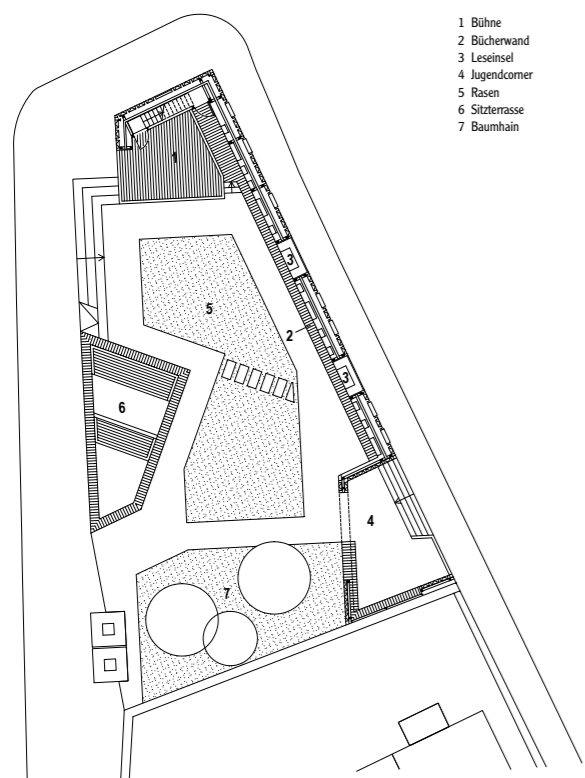 1 Bühne
2 Bücherwand
3 Leseinsel
4 Jugendcorner
5 Rasen
6 Sitzterrasse
7 Baumhain
1
3
5
2
3
6
4
7